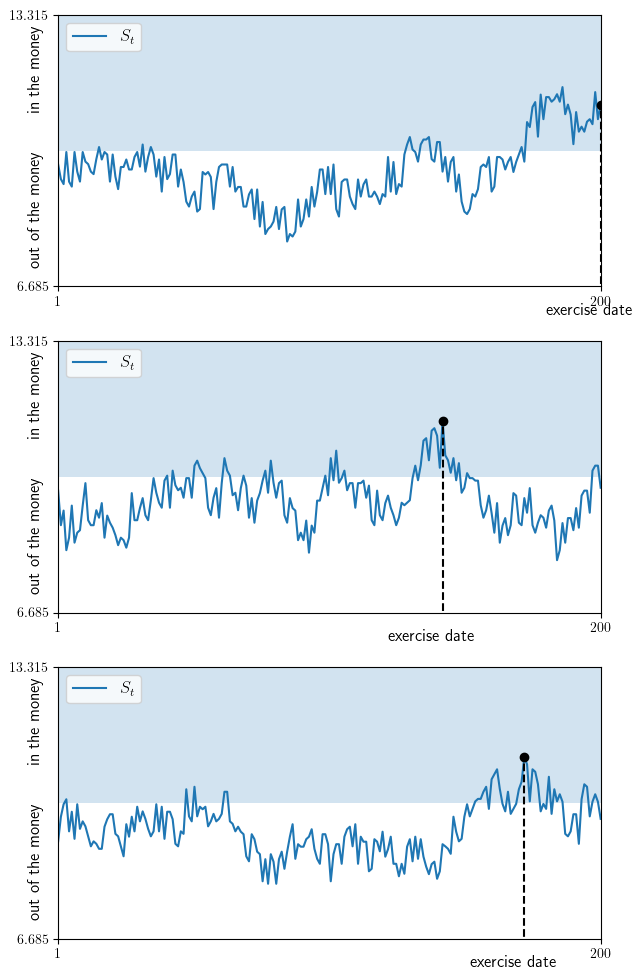 13.315
in the money
out of the money
6.685
S_t
1
200
exercise date
13.315
in the money
out of the money
6.685
S_t
1
200
exercise date
13.315
in the money
out of the money
6.685
S_t
1
200
exercise date